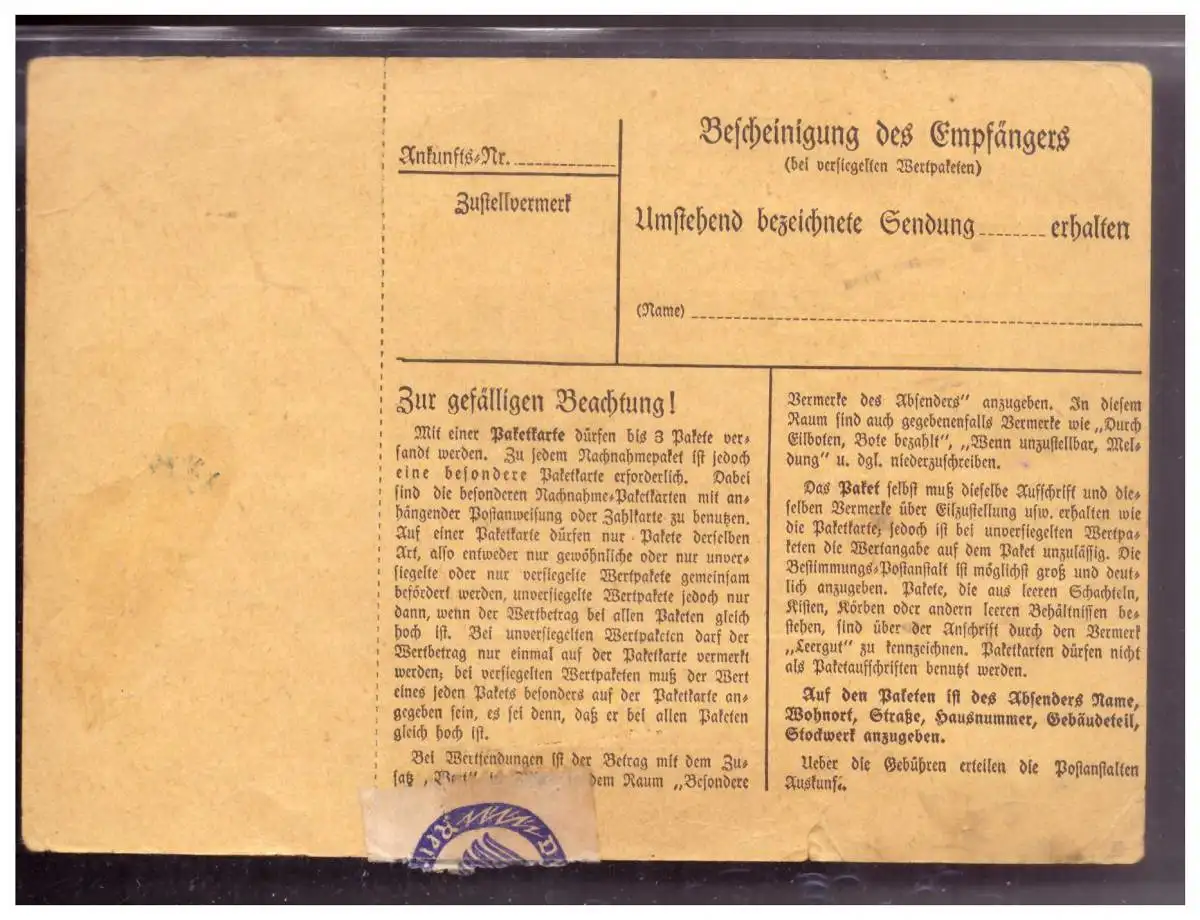 Ankunfts-Nr.
Zustellvermerk
Bescheinigung des Empfängers
(bei versiegelten Wertpaketen)
Umstehend bezeichnete Sendung erhalten
(Name)
Zur gefälligen Beachtung!
Mit einer Paketkarte dürfen bis 3 Pakete ver-
sandt werden. Zu jedem Nachnahmepaket ist jedoch
eine besondere Paketkarte erforderlich. Dabei
sind die besonderen Nachnahme-Paketkarten mit an-
hängender Postanweisung oder Zahlkarte zu benutzen.
Auf einer Paketkarte dürfen nur Pakete derselben
Art, also entweder nur gewöhnliche oder nur unver-
siegelte oder nur versiegelte Wertpakete gemeinsam
befördert werden, unversiegelte Wertpakete jedoch nur
dann, wenn der Wertbetrag bei allen Paketen gleich
hoch ist. Bei unversiegelten Wertpaketen darf der
Wertbetrag nur einmal auf der Paketkarte vermerkt
werden; bei versiegelten Wertpaketen muß der Wert
eines jeden Pakets besonders auf der Paketkarte an-
gegeben sein, es sei denn, daß er bei allen Paketen
gleich hoch ist.
Bei Wertsendungen ist der Betrag mit dem Zu-
satz „Wert" dem Raum „Besondere
Vermerke des Absenders" anzugeben. In diesem
Raum sind auch gegebenenfalls Vermerke wie „Durch
Eilboten, Bote bezahlt", „Wenn unzustellbar, Mel-
dung" u. dgl. niederzuschreiben.
Das Paket selbst muß dieselbe Aufschrift und die-
selben Vermerke über Eilzustellung usw. erhalten wie
die Paketkarte; jedoch ist bei unversiegelten Wertpa-
keten die Wertangabe auf dem Paket unzulässig. Die
Bestimmungs-Postanstalt ist möglichst groß und deut-
lich anzugeben. Pakete, die aus leeren Schachteln,
Kisten, Körben oder andern leeren Behältnissen be-
stehen, sind über der Anschrift durch den Vermerk
„Leergut" zu kennzeichnen. Paketkarten dürfen nicht
als Paketaufschriften benutzt werden.
Auf den Paketen ist des Absenders Name,
Wohnort, Straße, Hausnummer, Gebäudeteil,
Stockwerk anzugeben.
Ueber die Gebühren erteilen die Postanstalten
Auskunft.